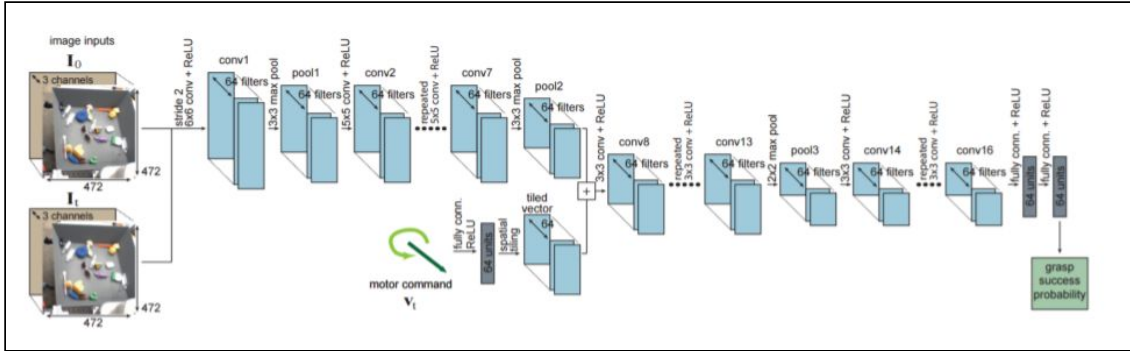 image inputs
I0
3 channels
472
472
It
3 channels
472
472
stride 2
6x6 conv + ReLU
conv1
64 filters
3x3 max pool
pool1
64 filters
5x5 conv + ReLU
conv2
64 filters
repeated
5x5 conv + ReLU
conv7
64 filters
3x3 max pool
pool2
64 filters
motor command
vt
fully conn.
ReLU
64 units
spatial
tiling
tiled
vector
64
+
3x3 conv + ReLU
conv8
64 filters
repeated
3x3 conv + ReLU
conv13
64 filters
2x2 max pool
pool3
64 filters
3x3 conv + ReLU
conv14
64 filters
repeated
3x3 conv + ReLU
conv16
64 filters
fully conn. + ReLU
64 units
fully conn. + ReLU
64 units
grasp
success
probability